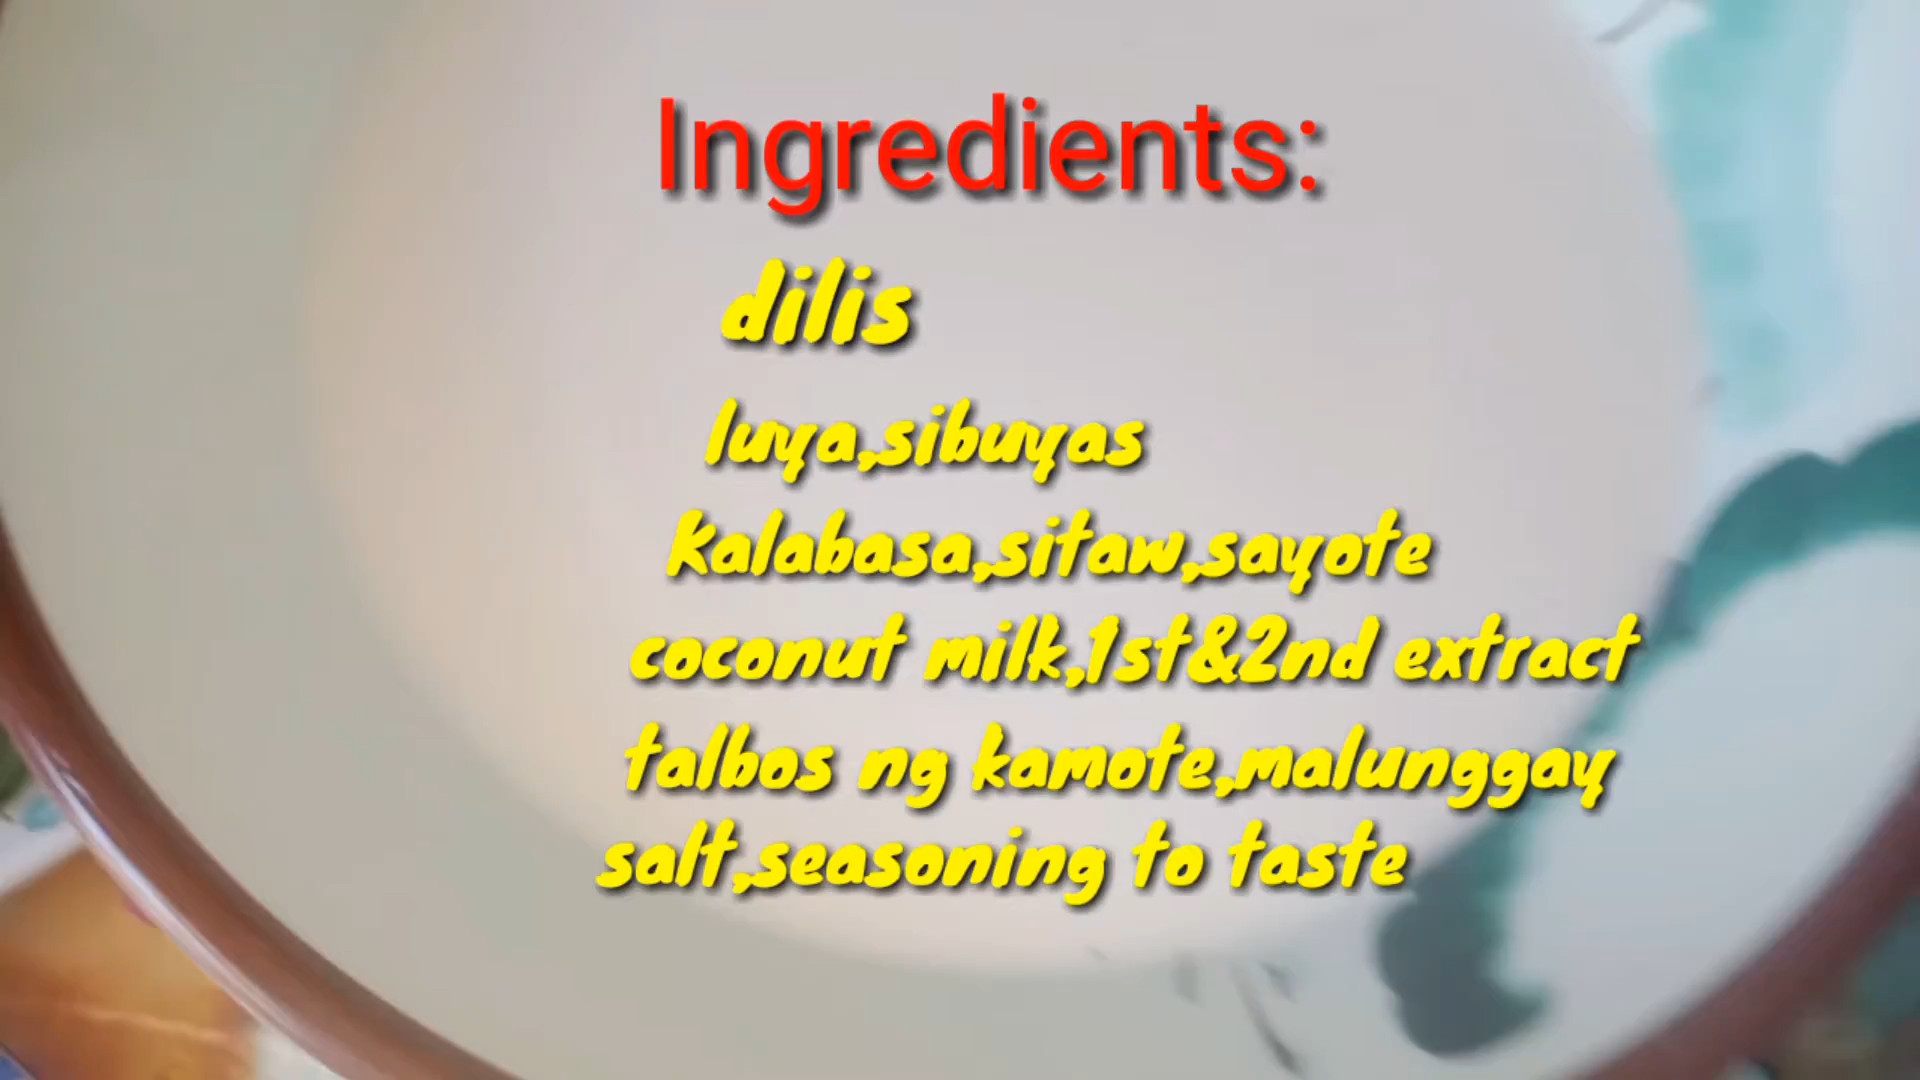 Ingredients:
dilis
luya,sibuyas
Kalabasa,sitaw,sayote
coconut milk,1st&2nd extract
talbos ng kamote,malunggay
salt,seasoning to taste